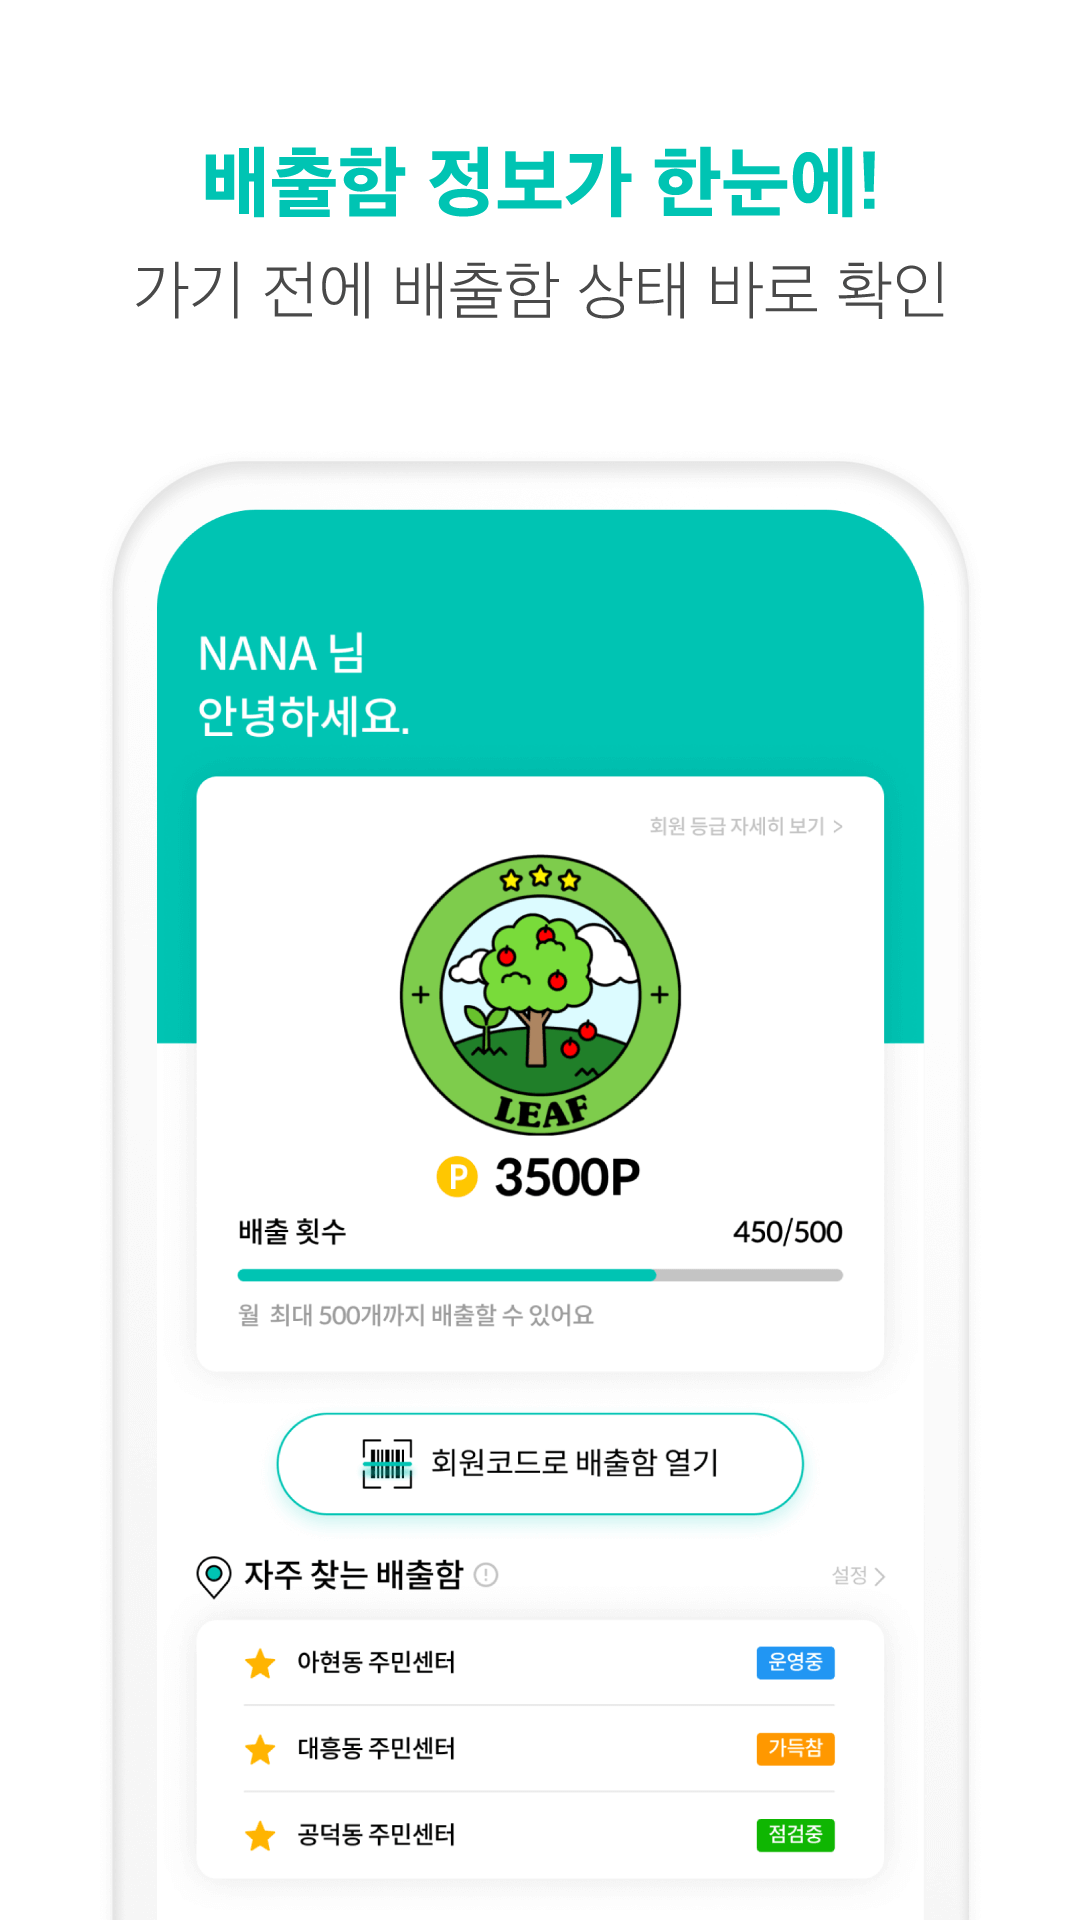 배출함 정보가 한눈에!
가기 전에 배출함 상태 바로 확인
NANA 님
안녕하세요.
회원 등급 자세히 보기 >
LEAF
P 3500P
배출 횟수 450/500
월 최대 500개까지 배출할 수 있어요
회원코드로 배출함 열기
자주 찾는 배출함 설정 >
아현동 주민센터 운영중
대흥동 주민센터 가득참
공덕동 주민센터 점검중